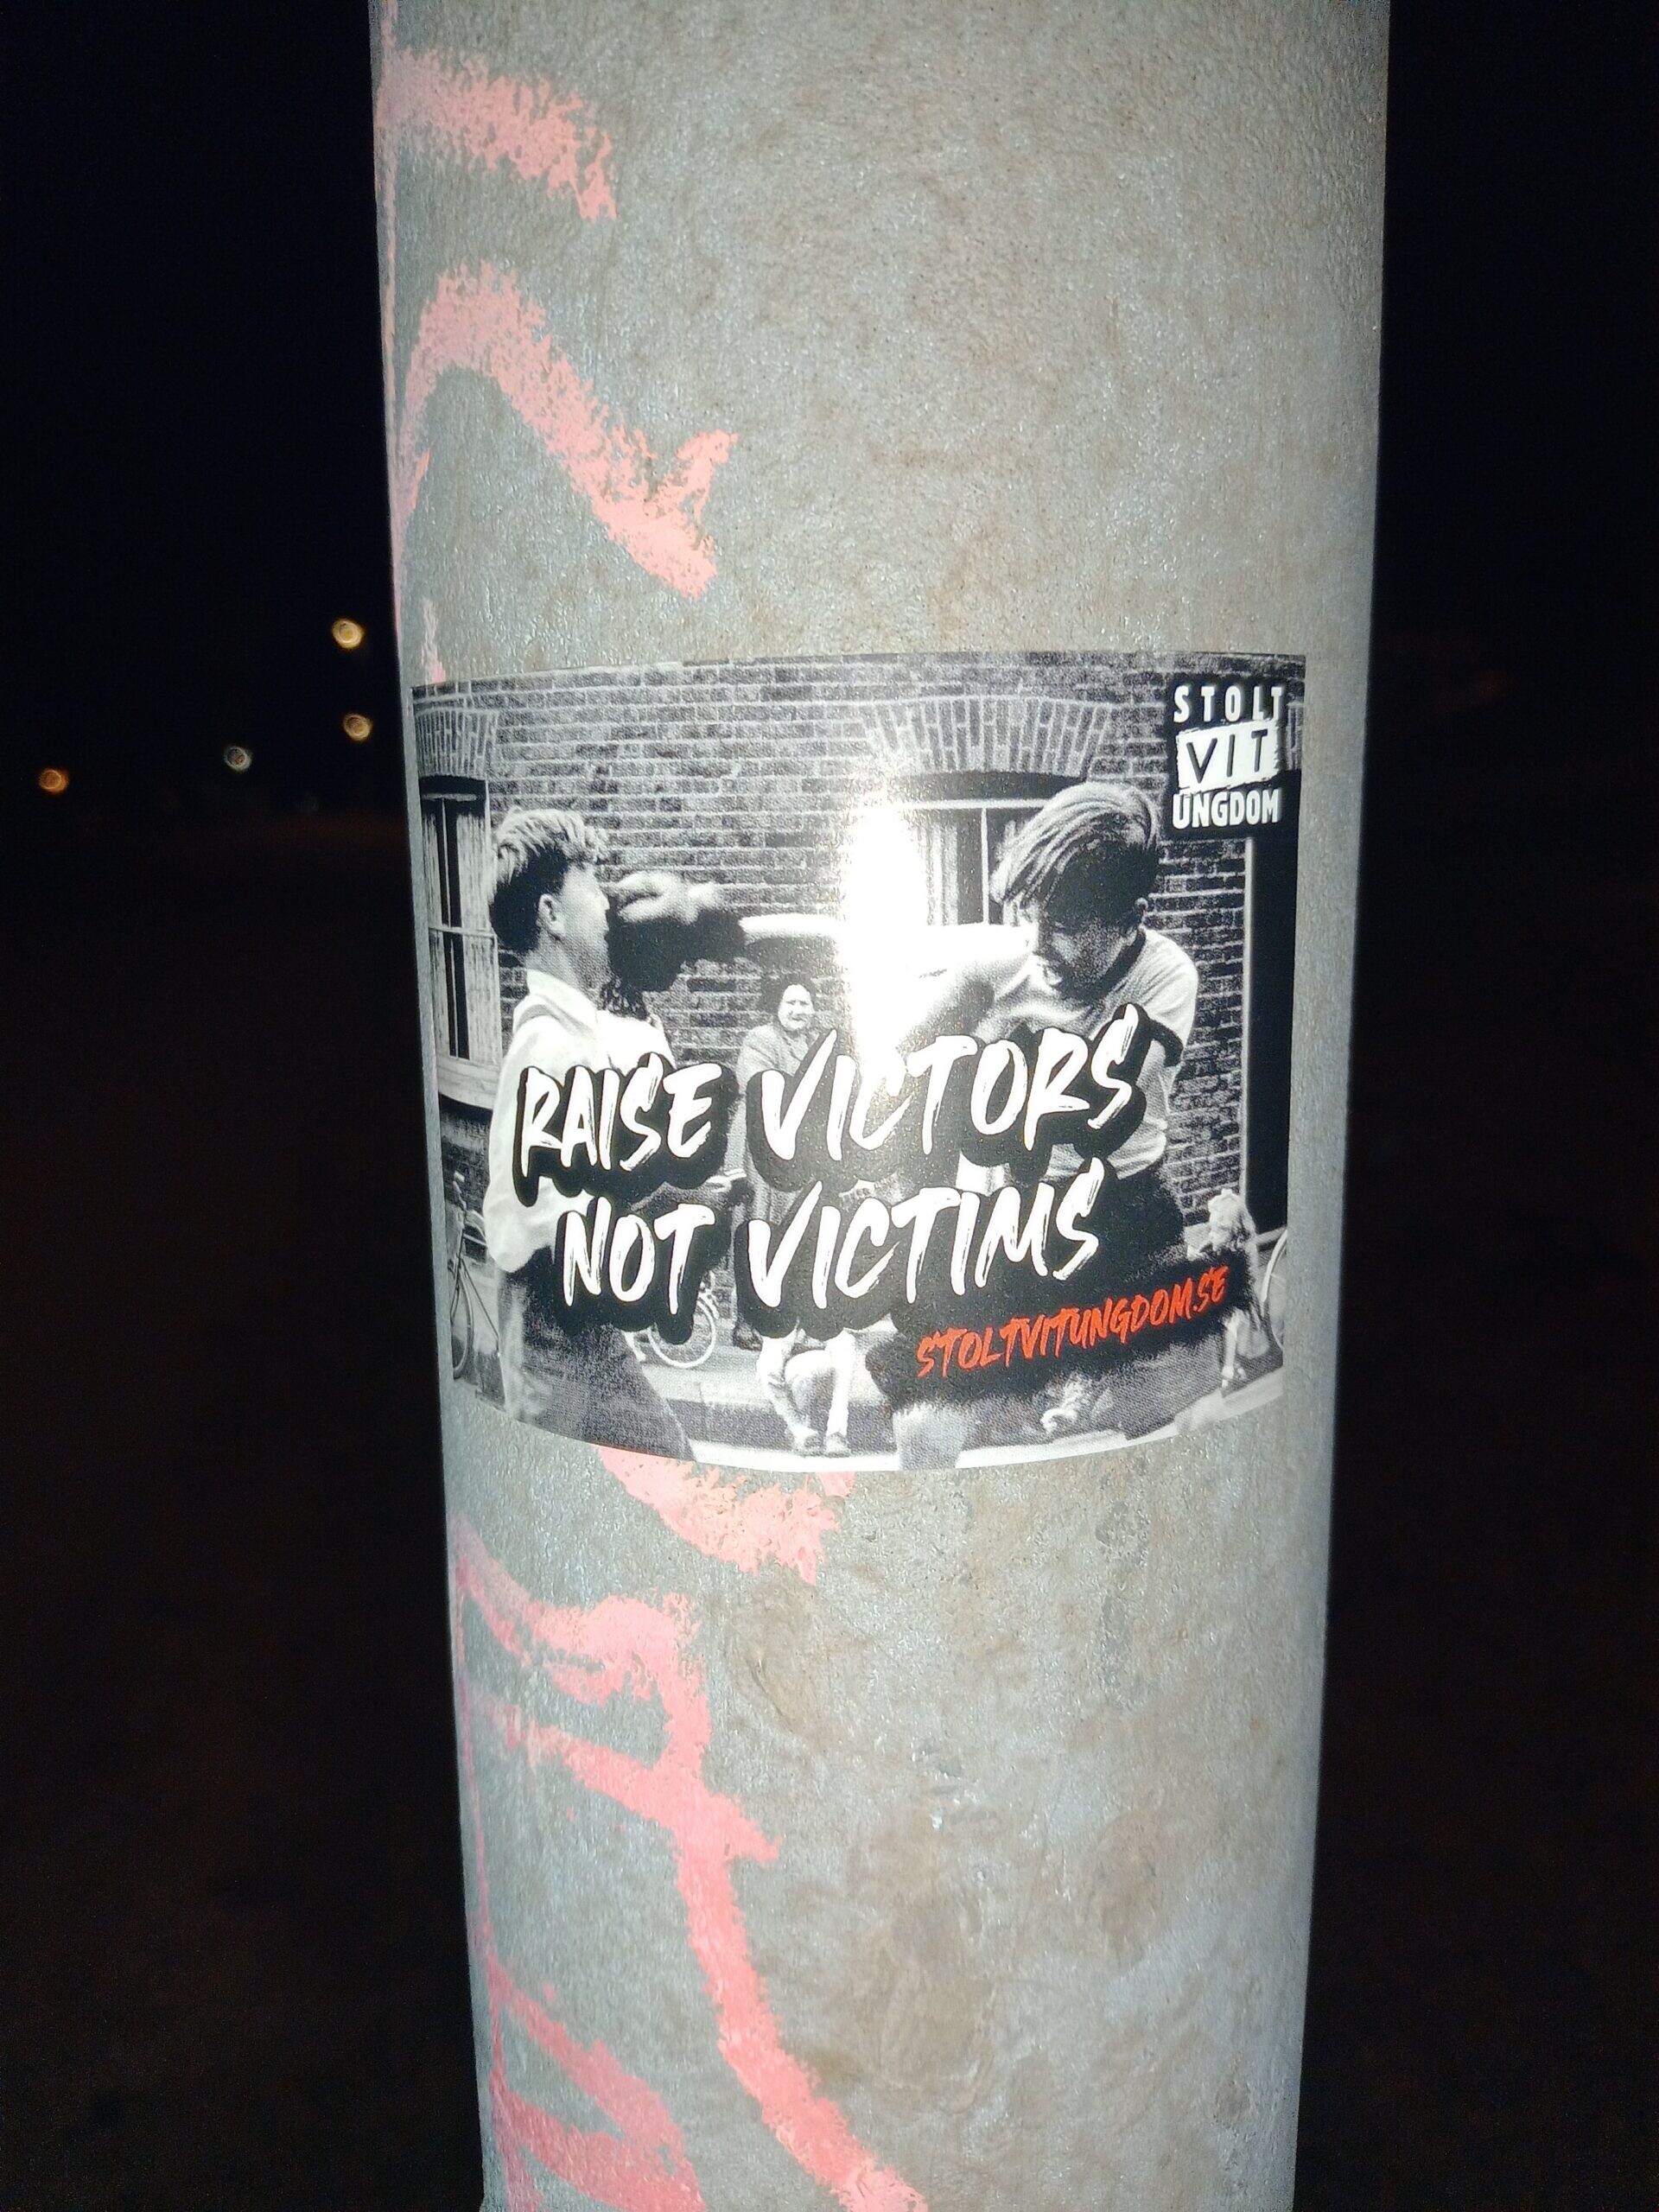 STOLT
VIT
UNGDOM
RAISE VICTORS
NOT VICTIMS
STOLTVITUNGDOM.SE